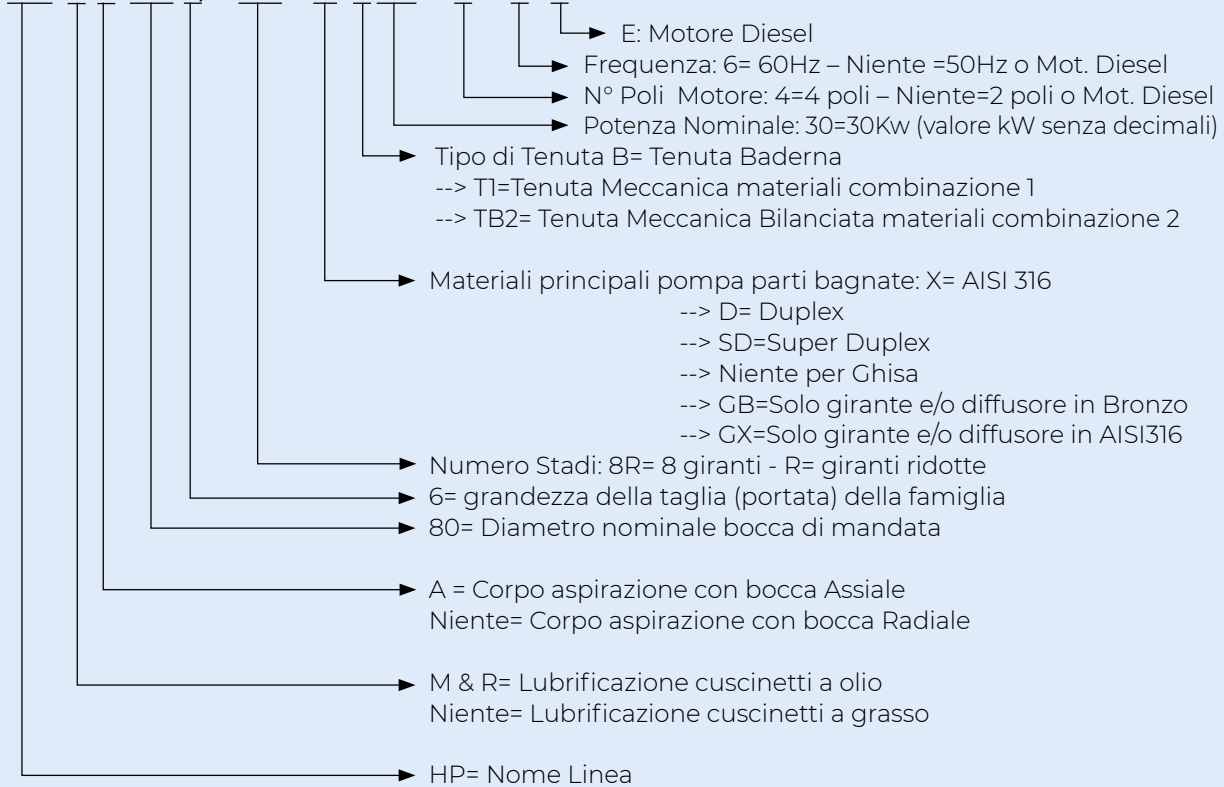 E: Motore Diesel
Frequenza: 6= 60Hz – Niente =50Hz o Mot. Diesel
N° Poli Motore: 4=4 poli – Niente=2 poli o Mot. Diesel
Potenza Nominale: 30=30Kw (valore kW senza decimali)
Tipo di Tenuta B= Tenuta Baderna
--> T1=Tenuta Meccanica materiali combinazione 1
--> TB2= Tenuta Meccanica Bilanciata materiali combinazione 2
Materiali principali pompa parti bagnate: X= AISI 316
--> D= Duplex
--> SD=Super Duplex
--> Niente per Ghisa
--> GB=Solo girante e/o diffusore in Bronzo
--> GX=Solo girante e/o diffusore in AISI316
Numero Stadi: 8R= 8 giranti - R= giranti ridotte
6= grandezza della taglia (portata) della famiglia
80= Diametro nominale bocca di mandata
A = Corpo aspirazione con bocca Assiale
Niente= Corpo aspirazione con bocca Radiale
M & R= Lubrificazione cuscinetti a olio
Niente= Lubrificazione cuscinetti a grasso
HP= Nome Linea